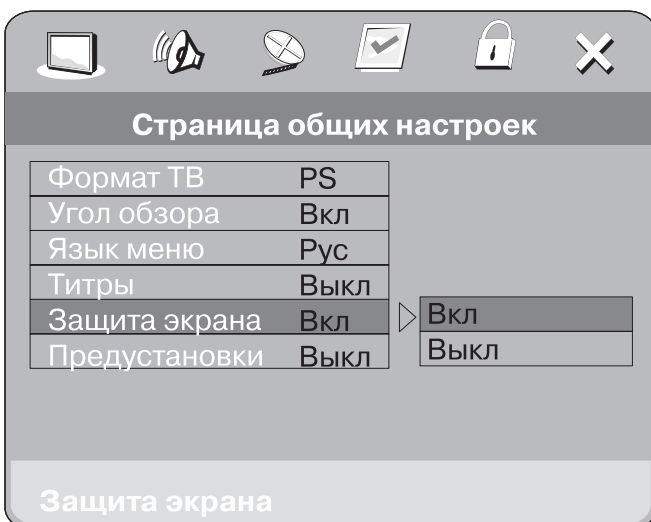 Страница общих настроек
Формат ТВ PS
Угол обзора Вкл
Язык меню Рус
Титры Выкл
Защита экрана Вкл
Вкл
Предустановки Выкл
Выкл
Защита экрана